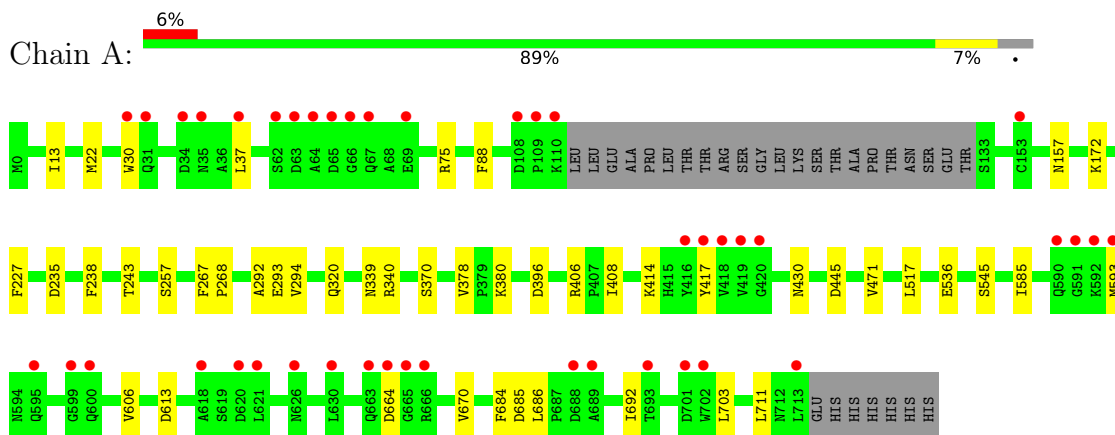 6%
Chain A:
89% 7% •
M0 I13 M22 W30 Q31 D34 N35 A36 L37 S62 D63 A64 D65 G66 Q67 A68 E69 R75 F88 D108 P109 K110 LEU LEU GLU ALA PRO LEU THR THR ARG SER GLY LEU LYS SER THR ALA PRO THR ASN SER GLU THR S133 C153 N157 K172
F227 D235 F238 T243 S257 F267 P268 A292 E293 V294 Q320 N339 R340 S370 V378 P379 K380 D396 R406 P407 I408 K414 H415 Y416 Y417 V418 V419 G420 N430 D445 V471 L517 E536 S545 I585 Q590 G591 K592 M593
N594 Q595 G599 Q600 V606 D613 A618 S619 D620 L621 N626 L630 Q663 D664 G665 R666 V670 F684 D685 L686 P687 D688 A689 I692 T693 D701 W702 L703 L711 N712 L713 GLU HIS HIS HIS HIS HIS HIS